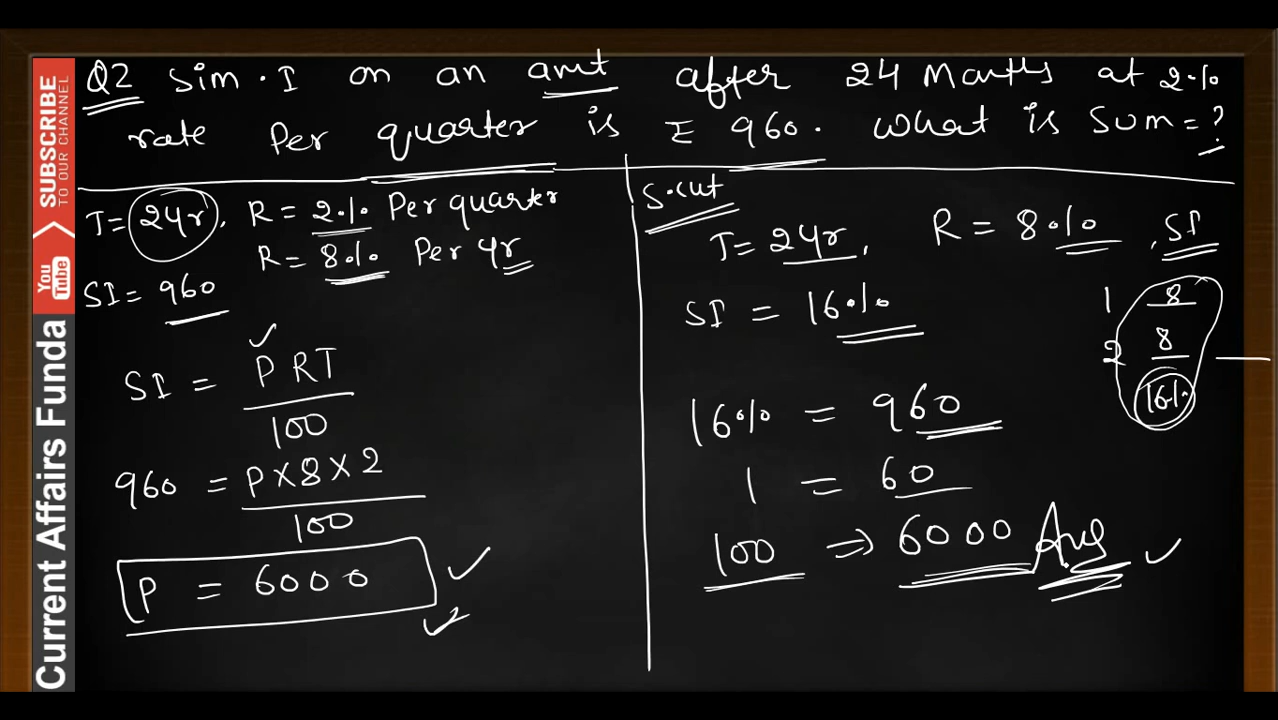 Q2 Sim. I on an amt after 24 Months at 2%
rate Per quarter is ₹ 960. What is Sum = ?
T = 2yr, R = 2% Per quarter
R = 8% Per yr
SI = 960
SI = PRT
100
960 = P×8×2
100
P = 6000
S.cut
T = 2yr, R = 8%, SI
SI = 16%
1 8
2 8
16%
16% = 960
1 = 60
100 ⇒ 6000 Ans
SUBSCRIBE
TO OUR CHANNEL
You
Tube
Current Affairs Funda